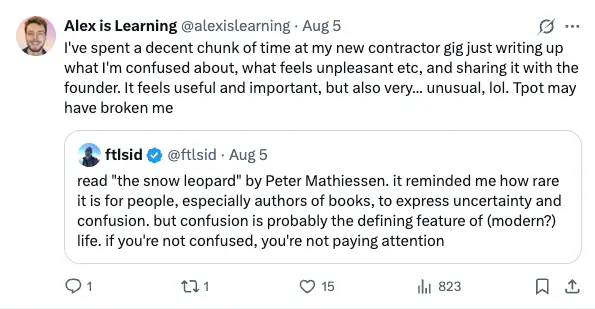 Alex is Learning @alexislearning · Aug 5
I've spent a decent chunk of time at my new contractor gig just writing up
what I'm confused about, what feels unpleasant etc, and sharing it with the
founder. It feels useful and important, but also very... unusual, lol. Tpot may
have broken me
ftlsid @ftlsid · Aug 5
read "the snow leopard" by Peter Mathiessen. it reminded me how rare
it is for people, especially authors of books, to express uncertainty and
confusion. but confusion is probably the defining feature of (modern?)
life. if you're not confused, you're not paying attention
1 1 15 823